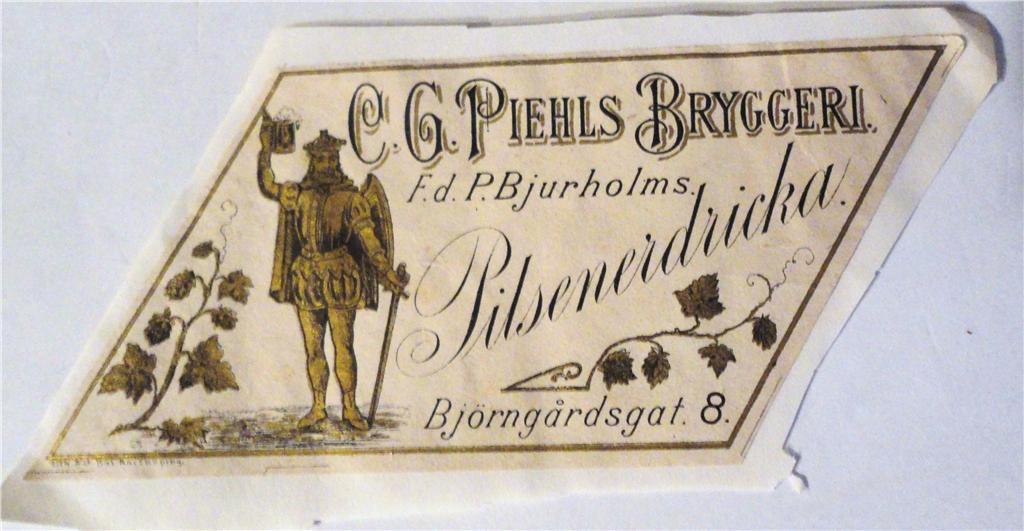 C. G. PIEHLS BRYGGERI.
F. d. P. Bjurholms.
Pilsenerdricka.
Björngårdsgat. 8.